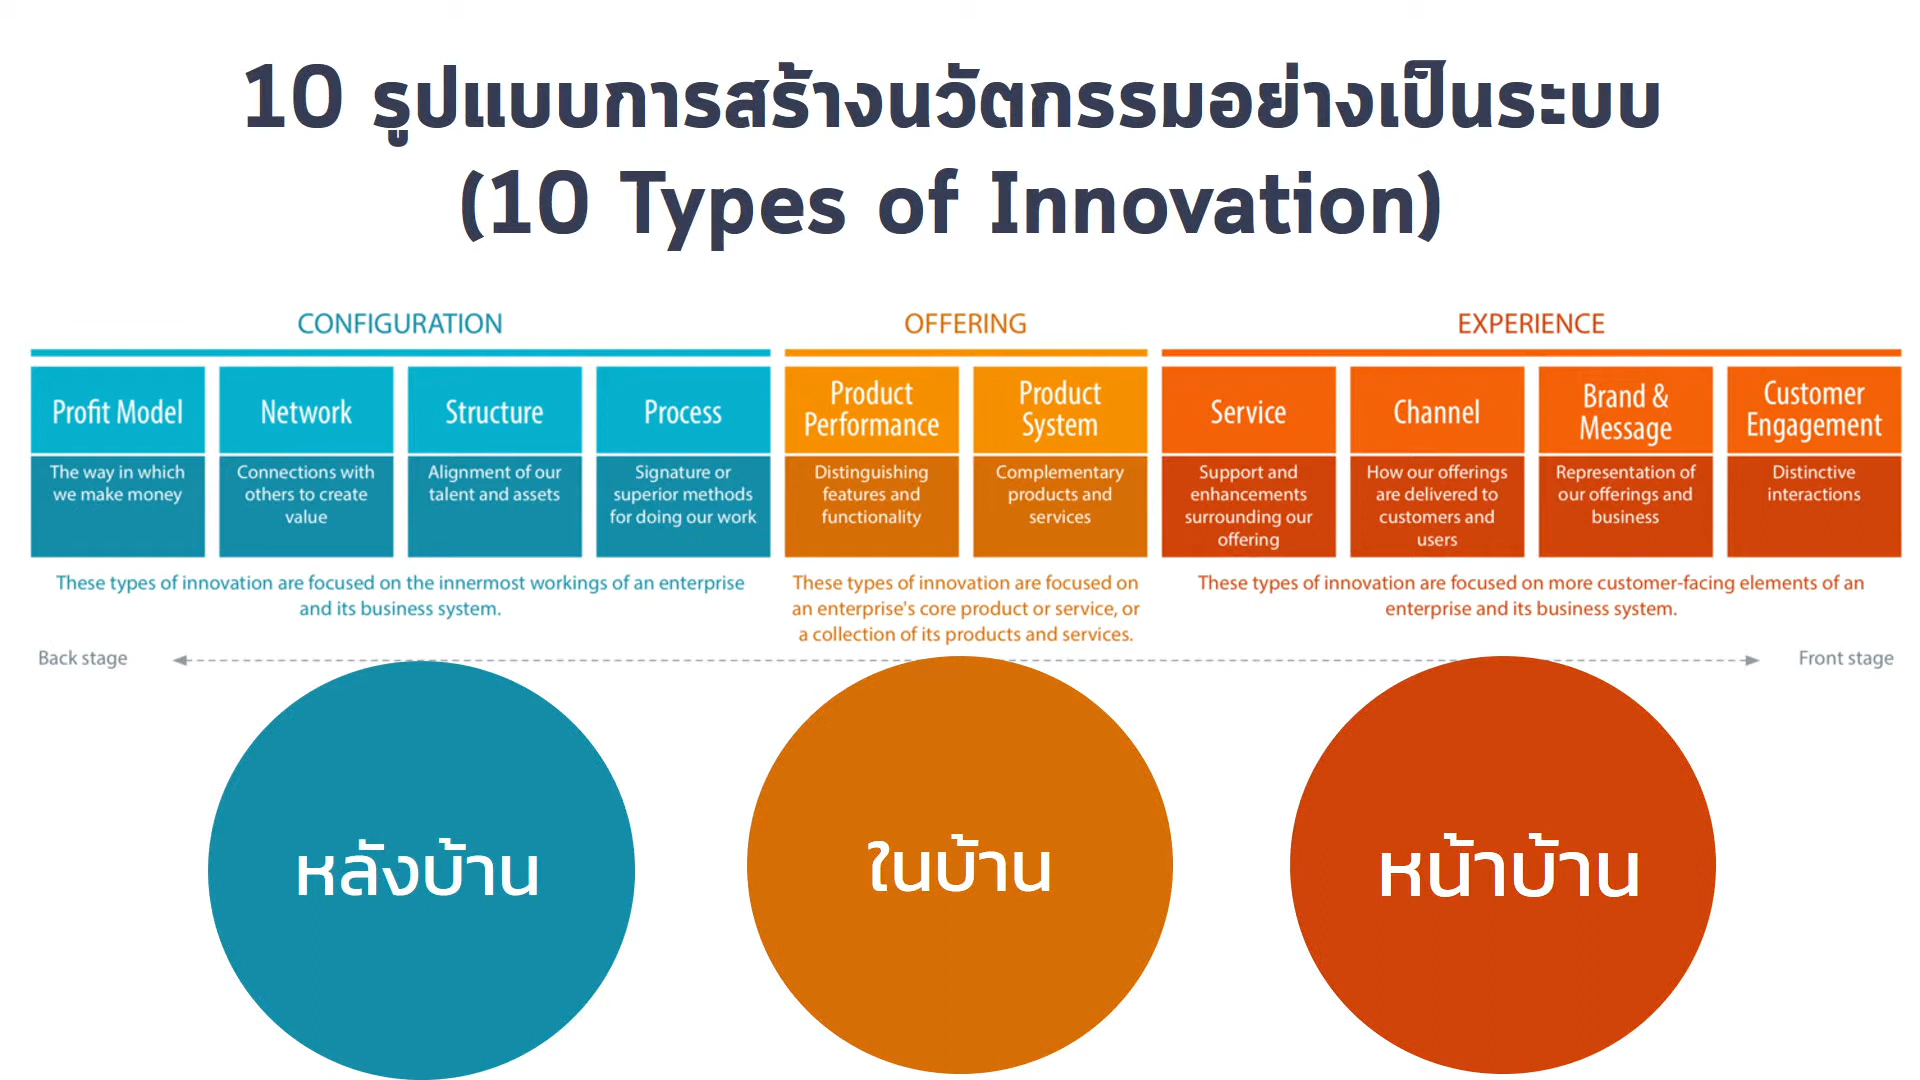 10 รูปแบบการสร้างนวัตกรรมอย่างเป็นระบบ
(10 Types of Innovation)
CONFIGURATION
OFFERING
EXPERIENCE
Profit Model
The way in which
we make money
Network
Connections with
others to create
value
Structure
Alignment of our
talent and assets
Process
Signature or
superior methods
for doing our work
Product
Performance
Distinguishing
features and
functionality
Product
System
Complementary
products and
services
Service
Support and
enhancements
surrounding our
offering
Channel
How our offerings
are delivered to
customers and
users
Brand &
Message
Representation of
our offerings and
business
Customer
Engagement
Distinctive
interactions
These types of innovation are focused on the innermost workings of an enterprise
and its business system.
These types of innovation are focused on
an enterprise's core product or service, or
a collection of its products and services.
These types of innovation are focused on more customer-facing elements of an
enterprise and its business system.
Back stage
Front stage
หลังบ้าน
ในบ้าน
หน้าบ้าน